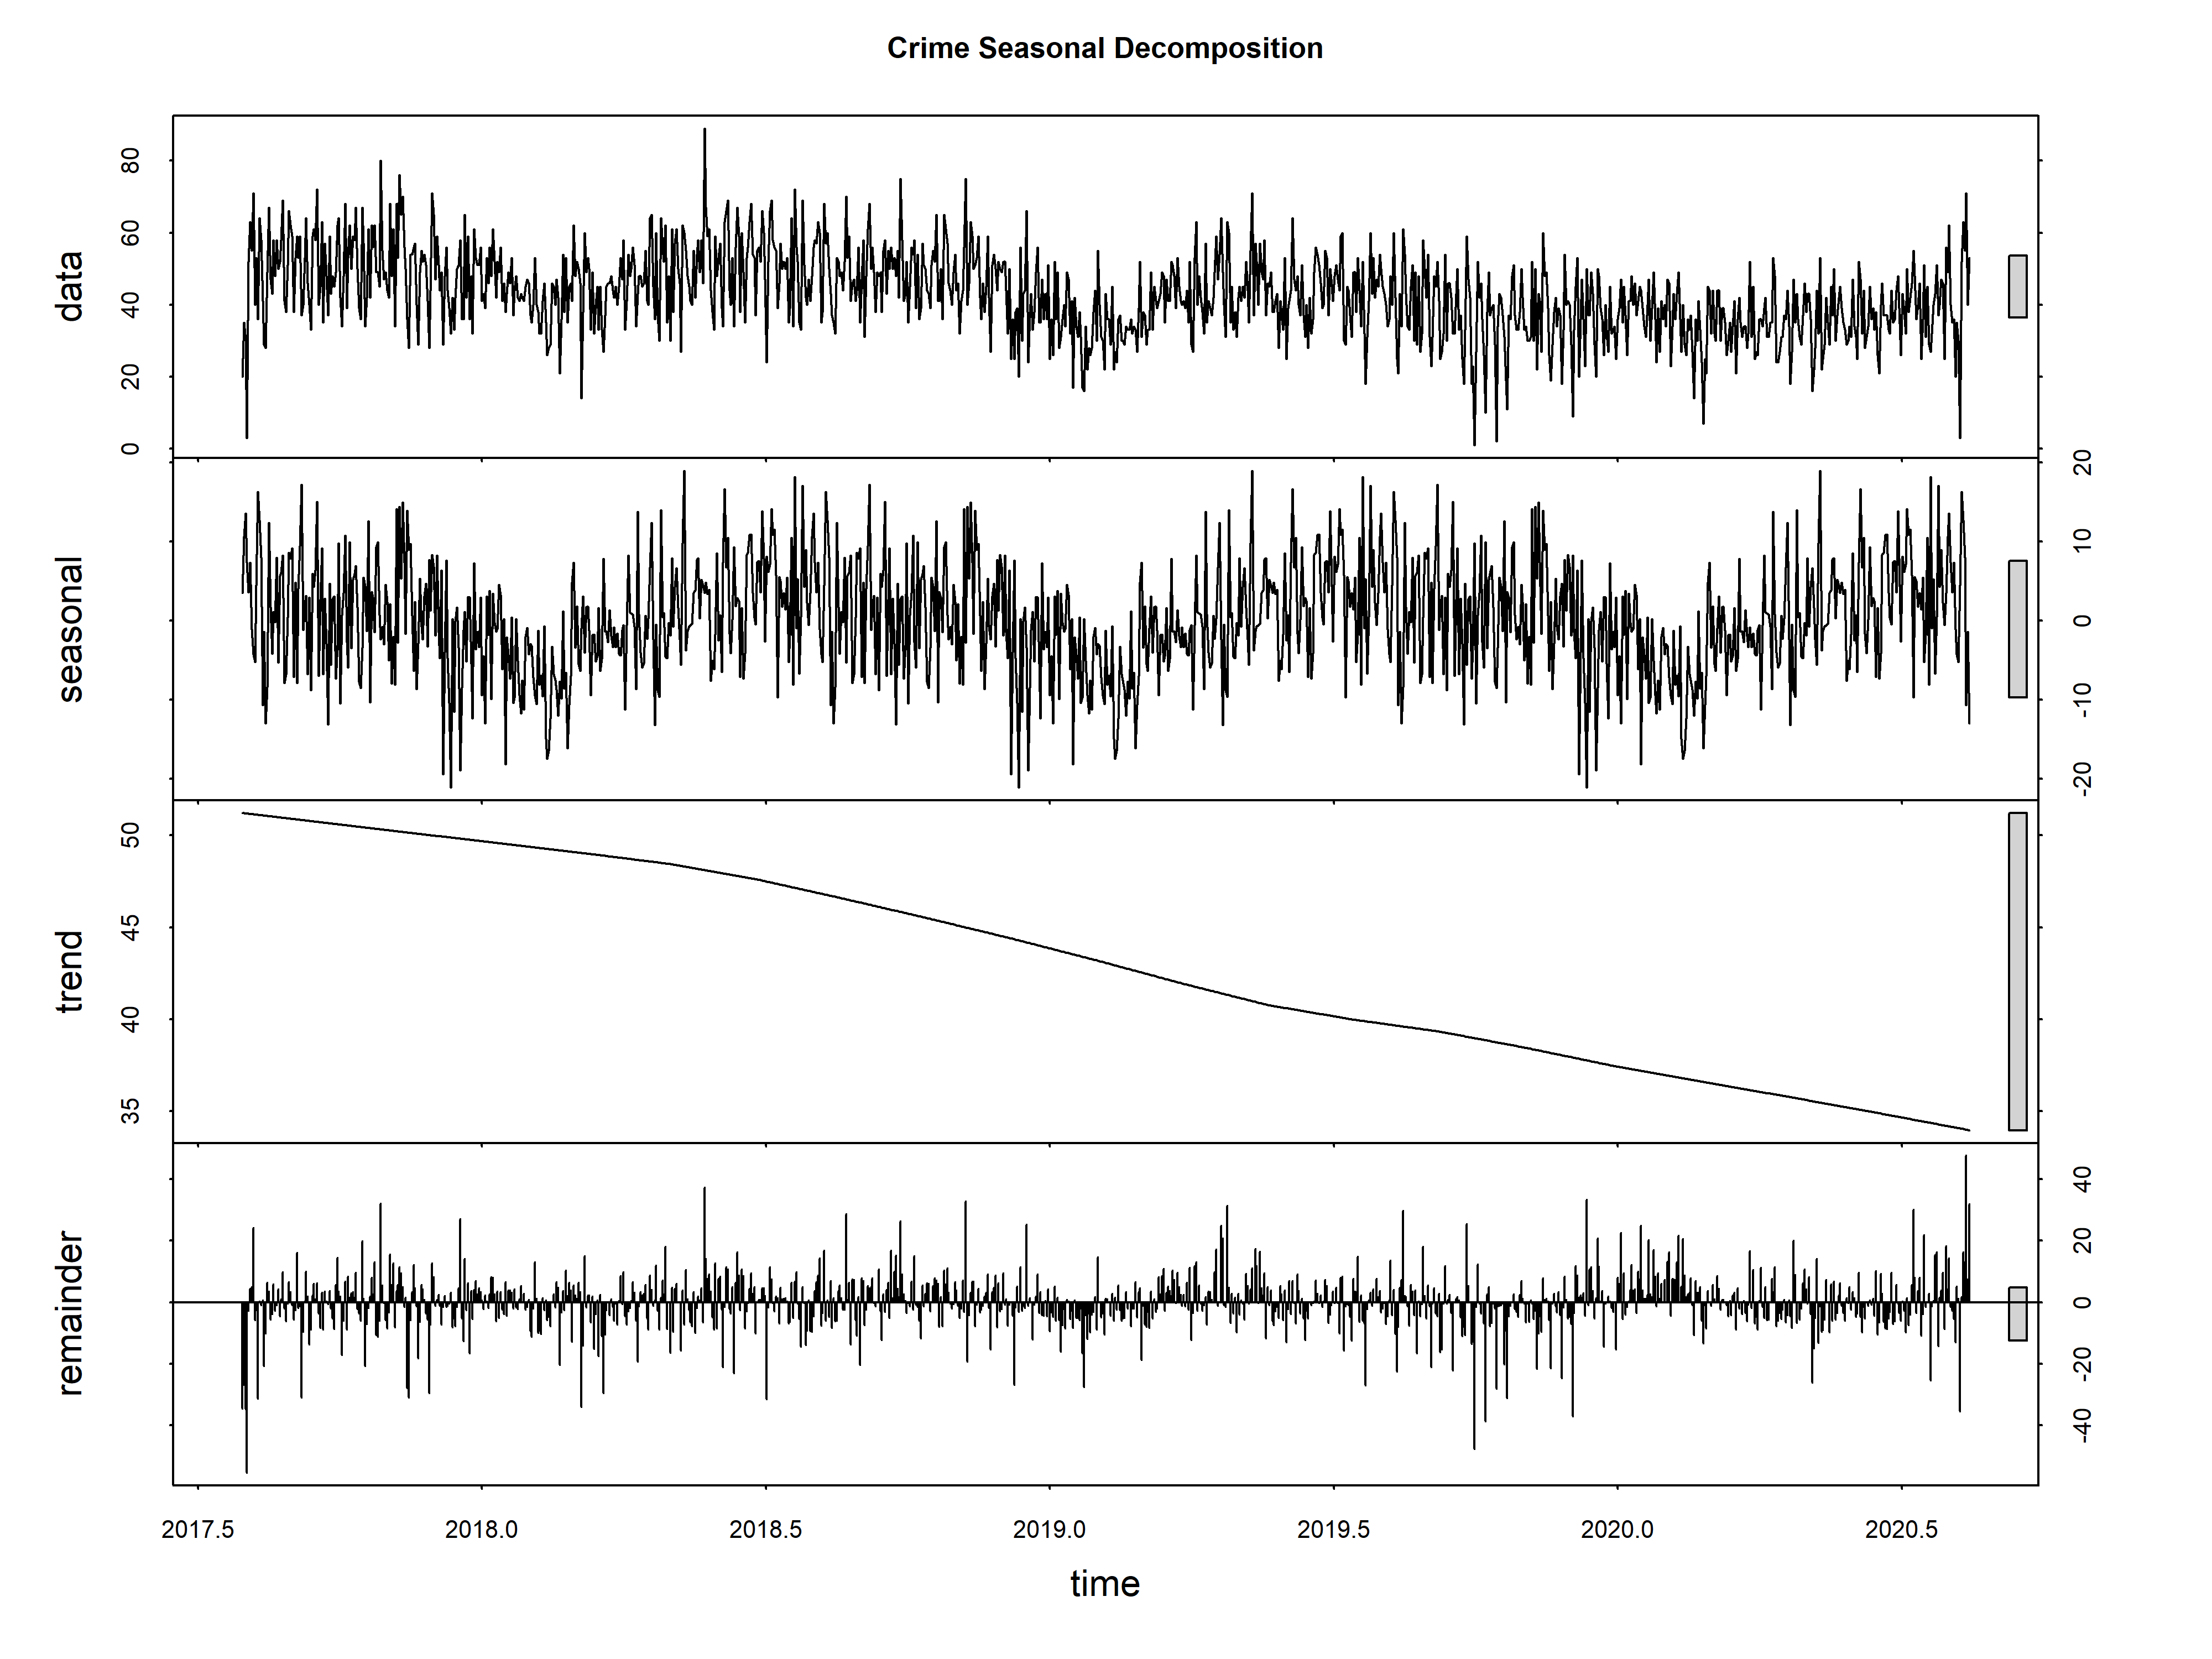 Crime Seasonal Decomposition
data
0 20 40 60 80
seasonal
-20 -10 0 10 20
trend
35 40 45 50
remainder
-40 -20 0 20 40
2017.5 2018.0 2018.5 2019.0 2019.5 2020.0 2020.5
time